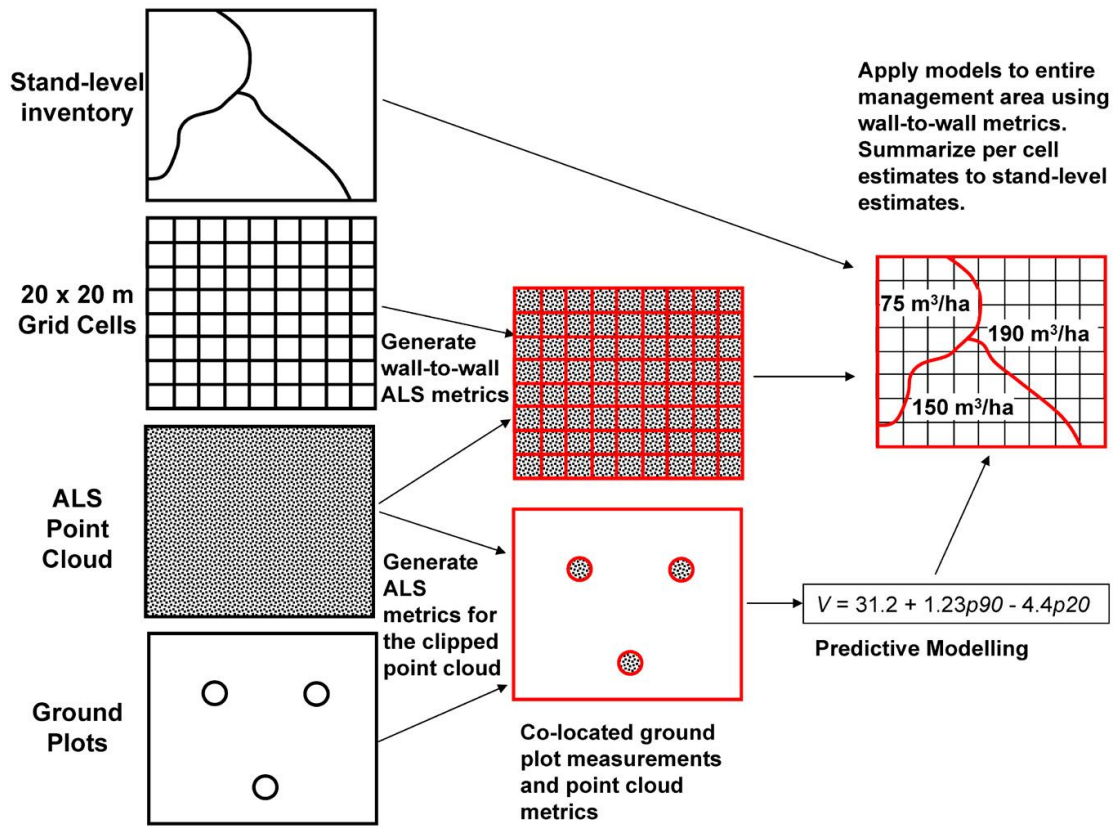 Stand-level
inventory
Apply models to entire
management area using
wall-to-wall metrics.
Summarize per cell
estimates to stand-level
estimates.
20 x 20 m
Grid Cells
Generate
wall-to-wall
ALS metrics
75 m³/ha
190 m³/ha
150 m³/ha
ALS
Point
Cloud
Generate
ALS
metrics for
the clipped
point cloud
V = 31.2 + 1.23p90 - 4.4p20
Predictive Modelling
Ground
Plots
Co-located ground
plot measurements
and point cloud
metrics